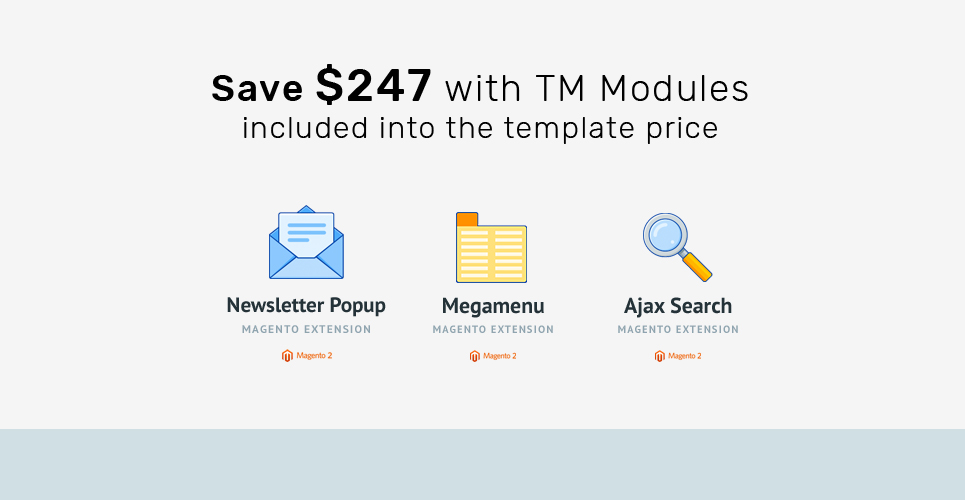 Save $247 with TM Modules
included into the template price
Newsletter Popup
MAGENTO EXTENSION
Magento 2
Megamenu
MAGENTO EXTENSION
Magento 2
Ajax Search
MAGENTO EXTENSION
Magento 2